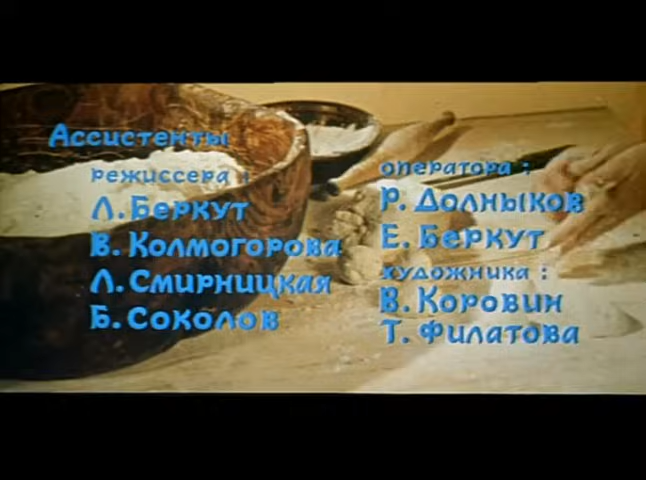 Ассистенты
режиссера :
Л. Беркут
В. Колмогорова
Л. Смирницкая
Б. Соколов
оператора :
Р. Долныков
Е. Беркут
художника :
В. Коровин
Т. Филатова